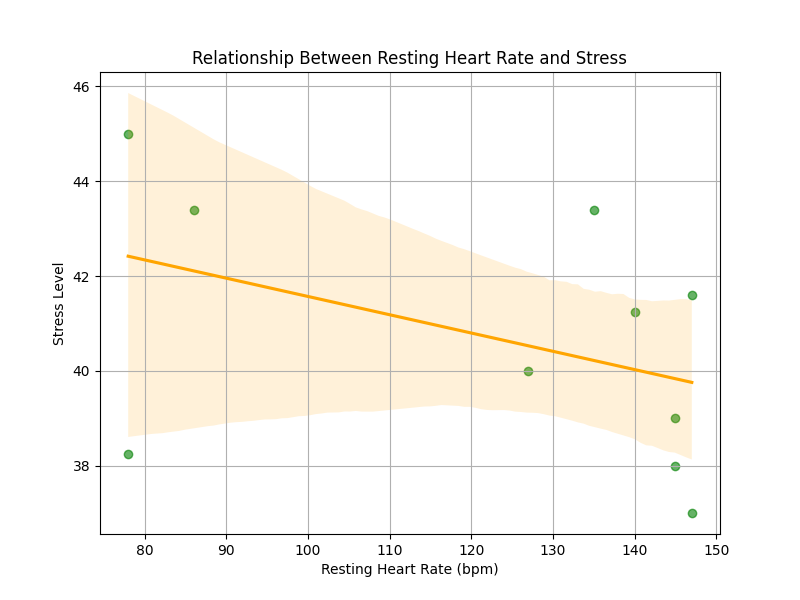 Relationship Between Resting Heart Rate and Stress
46
44
42
40
38
Stress Level
80 90 100 110 120 130 140 150
Resting Heart Rate (bpm)